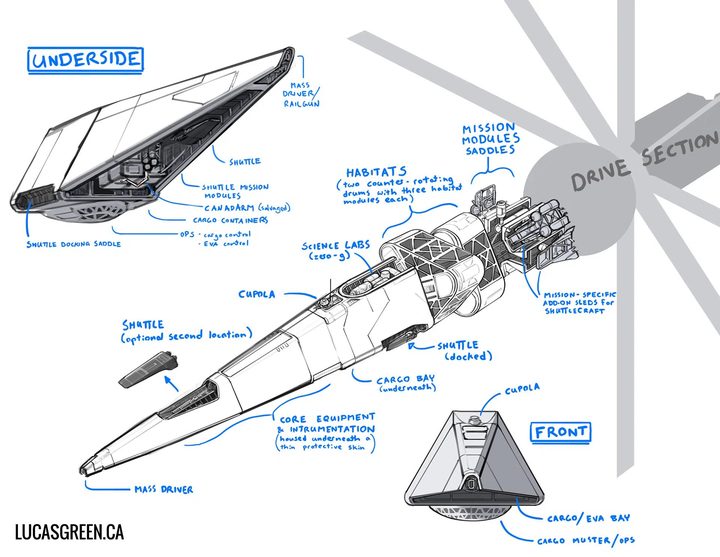 UNDERSIDE
MASS
DRIVER/
RAILGUN
SHUTTLE
SHUTTLE MISSION
MODULES
CANADARM (salvaged)
CARGO CONTAINERS
OPS - cargo control
- EVA control
SHUTTLE DOCKING SADDLE
MISSION
MODULES
SADDLES
DRIVE SECTION
HABITATS
(two counter-rotating
drums with three habitat
modules each)
SCIENCE LABS
(zero-g)
CUPOLA
MISSION-SPECIFIC
ADD-ON SLEDS FOR
SHUTTLECRAFT
SHUTTLE
(optional second location)
SHUTTLE
(docked)
CARGO BAY
(underneath)
CORE EQUIPMENT
& INTRUMENTATION
(housed underneath a
thin protective skin)
MASS DRIVER
CUPOLA
FRONT
CARGO/EVA BAY
CARGO MUSTER/OPS
LUCASGREEN.CA